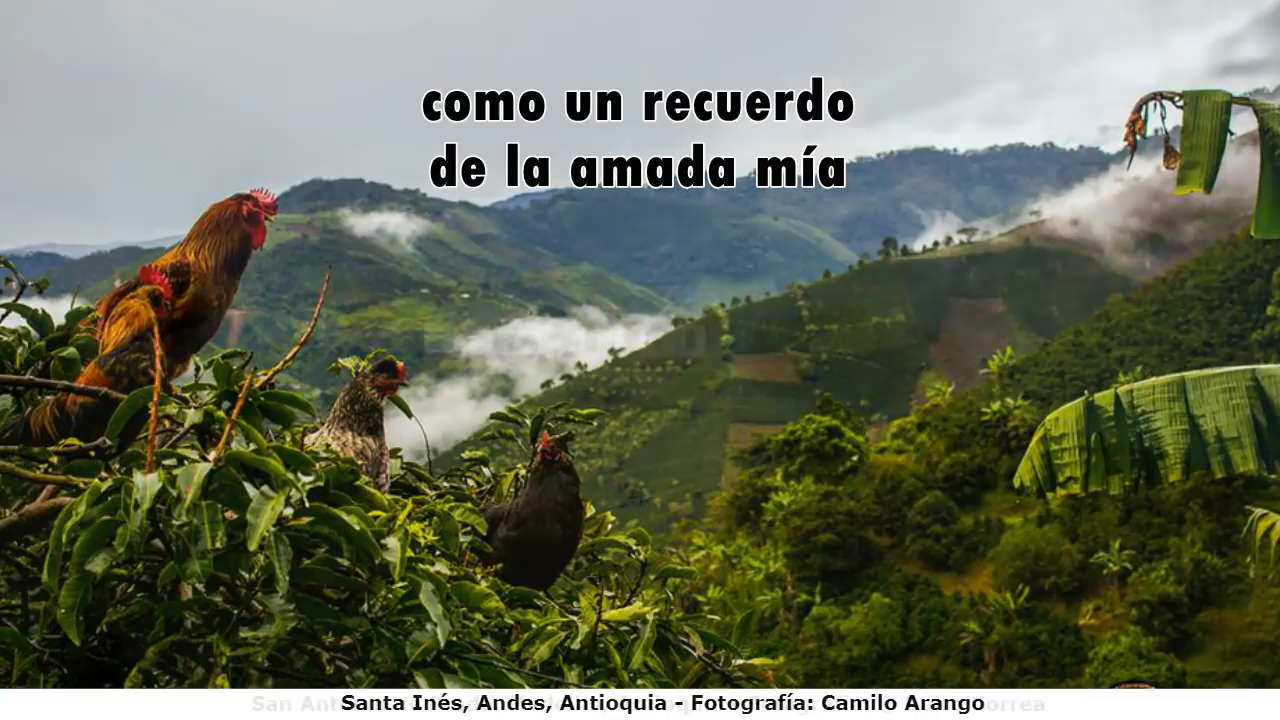 como un recuerdo
de la amada mía
Santa Inés, Andes, Antioquia - Fotografía: Camilo Arango